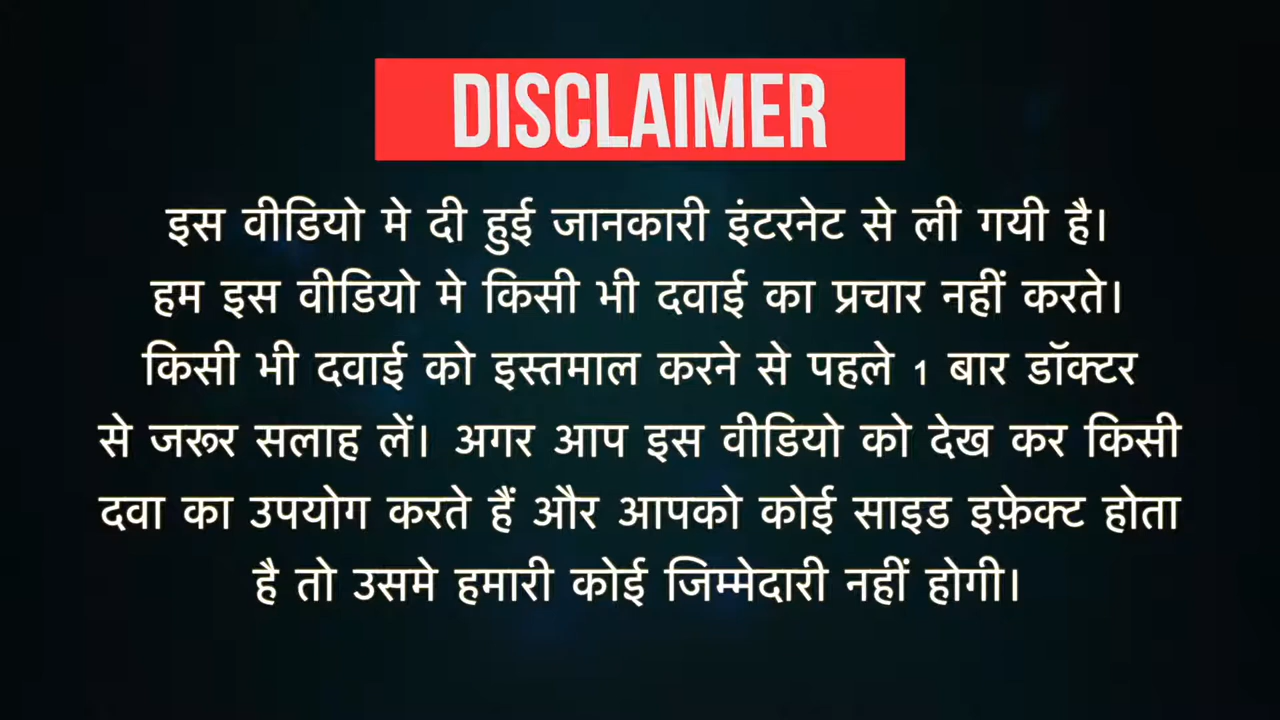 DISCLAIMER
इस वीडियो मे दी हुई जानकारी इंटरनेट से ली गयी है।
हम इस वीडियो मे किसी भी दवाई का प्रचार नहीं करते।
किसी भी दवाई को इस्तमाल करने से पहले 1 बार डॉक्टर
से जरूर सलाह लें। अगर आप इस वीडियो को देख कर किसी
दवा का उपयोग करते हैं और आपको कोई साइड इफ़ेक्ट होता
है तो उसमे हमारी कोई जिम्मेदारी नहीं होगी।